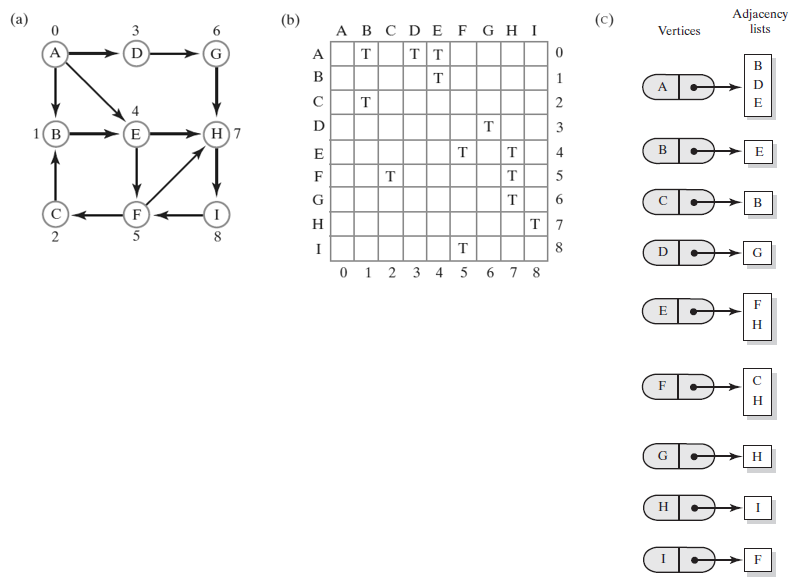 (a)
0 3 6
A D G
4
1 B E H 7
C F I
2 5 8
(b)
A B C D E F G H I
A T T T 0
B T 1
C T 2
D T 3
E T T 4
F C T 5
G T 6
H T 7
I T 8
0 1 2 3 4 5 6 7 8
(c)
Vertices
Adjacency
lists
A
B
D
E
B
E
C
B
D
G
E
F
H
F
C
H
G
H
H
I
I
F